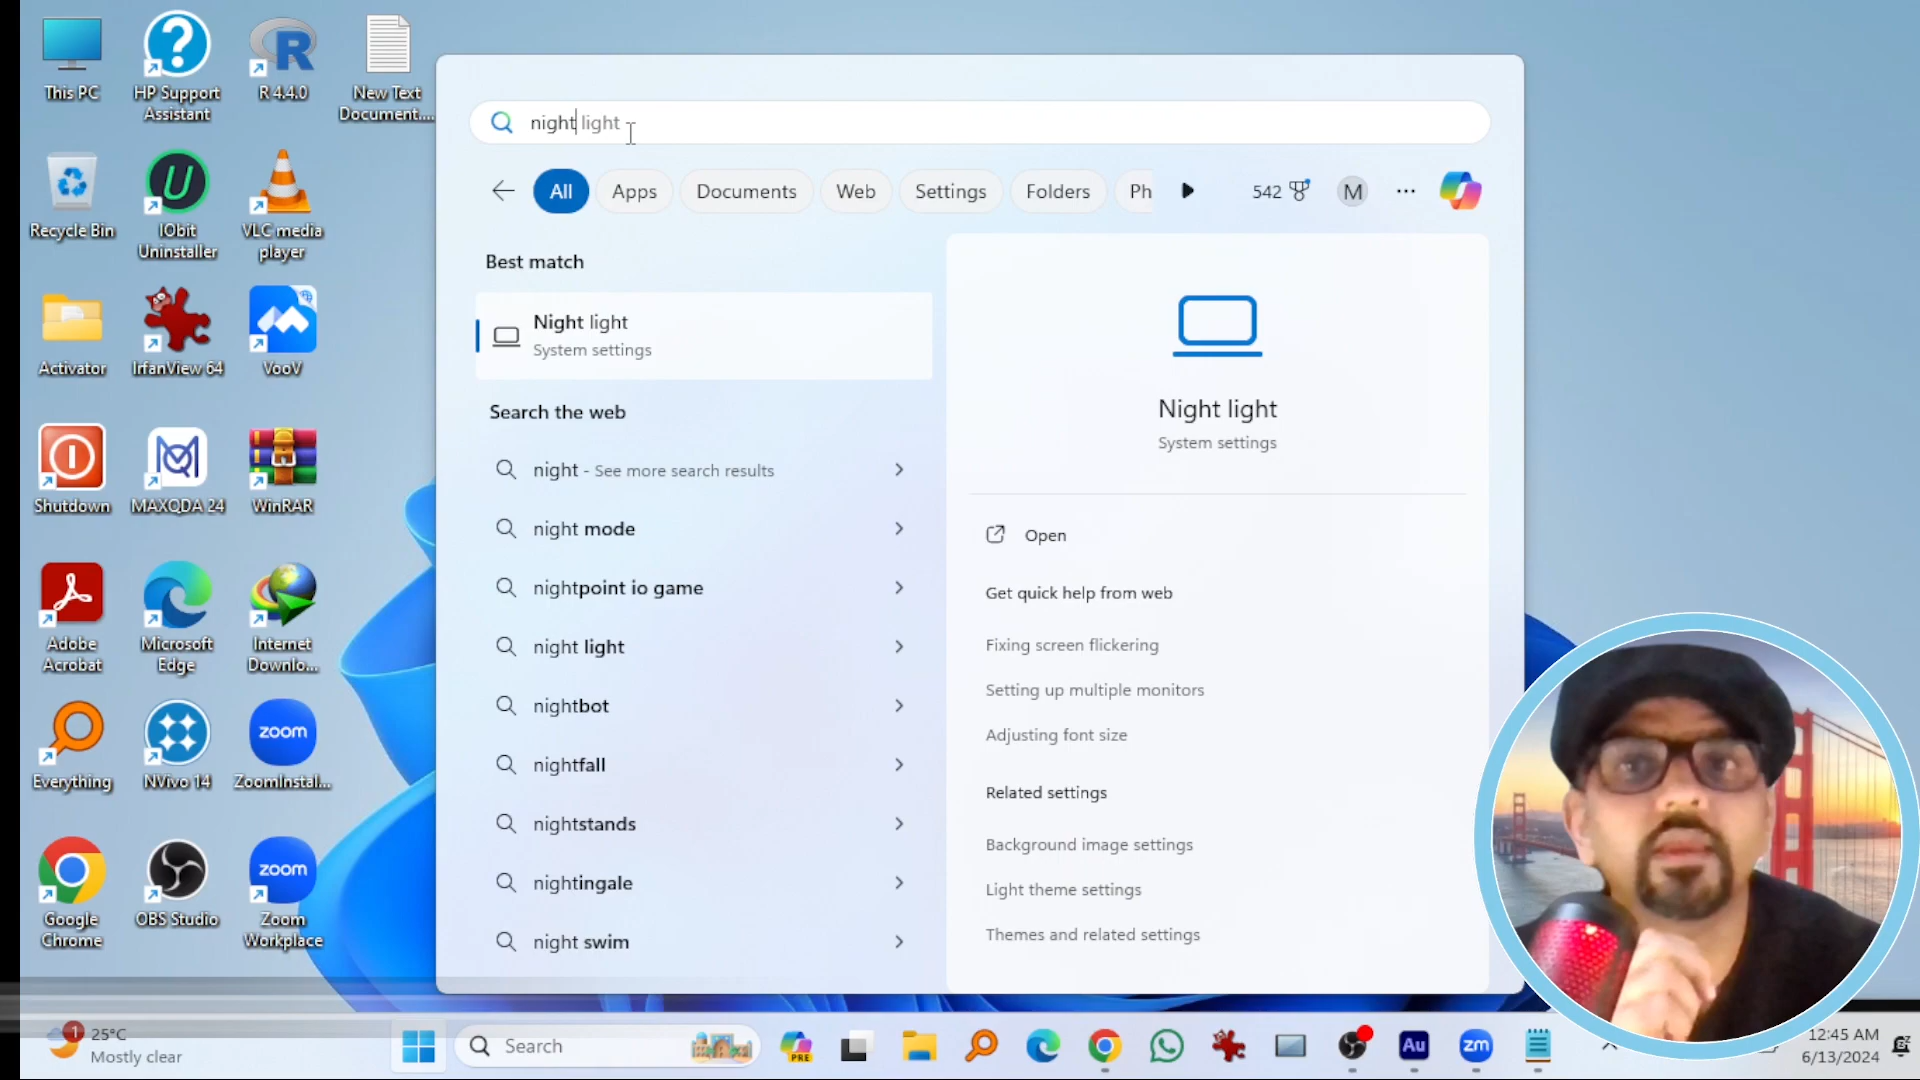 This PC
HP Support
Assistant
R 4.4.0
New Text
Document....
Recycle Bin
IObit
Uninstaller
VLC media
player
Activator
IrfanView 64
VooV
Shutdown
MAXQDA 24
WinRAR
Adobe
Acrobat
Microsoft
Edge
Internet
Downlo...
Everything
NVivo 14
zoom
ZoomInstal...
Google
Chrome
OBS Studio
zoom
Zoom
Workplace
night light
All
Apps
Documents
Web
Settings
Folders
Ph
542
M
Best match
Night light
System settings
Search the web
night - See more search results
night mode
nightpoint io game
night light
nightbot
nightfall
nightstands
nightingale
night swim
Night light
System settings
Open
Get quick help from web
Fixing screen flickering
Setting up multiple monitors
Adjusting font size
Related settings
Background image settings
Light theme settings
Themes and related settings
1
25°C
Mostly clear
Search
PRE
Au
zm
12:45 AM
6/13/2024